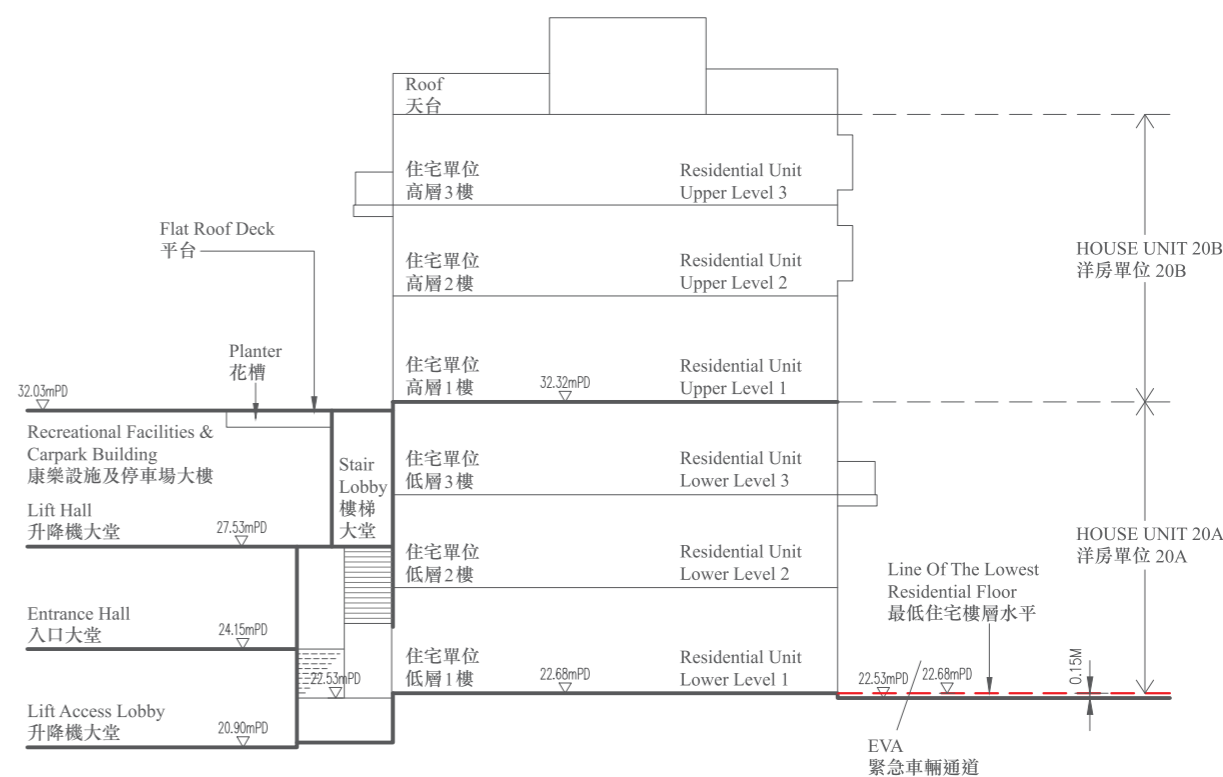 Roof
天台
住宅單位
高層3樓
Residential Unit
Upper Level 3
Flat Roof Deck
平台
住宅單位
高層2樓
Residential Unit
Upper Level 2
HOUSE UNIT 20B
洋房單位 20B
Planter
花槽
住宅單位
高層1樓
32.32mPD
Residential Unit
Upper Level 1
32.03mPD
Recreational Facilities &
Carpark Building
康樂設施及停車場大樓
Stair
Lobby
樓梯
大堂
住宅單位
低層3樓
Residential Unit
Lower Level 3
Lift Hall
升降機大堂
27.53mPD
住宅單位
低層2樓
Residential Unit
Lower Level 2
HOUSE UNIT 20A
洋房單位 20A
Line Of The Lowest
Residential Floor
最低住宅樓層水平
Entrance Hall
入口大堂
24.15mPD
22.53mPD
住宅單位
低層1樓
22.68mPD
Residential Unit
Lower Level 1
22.53mPD
22.68mPD
0.15M
Lift Access Lobby
升降機大堂
20.90mPD
EVA
緊急車輛通道